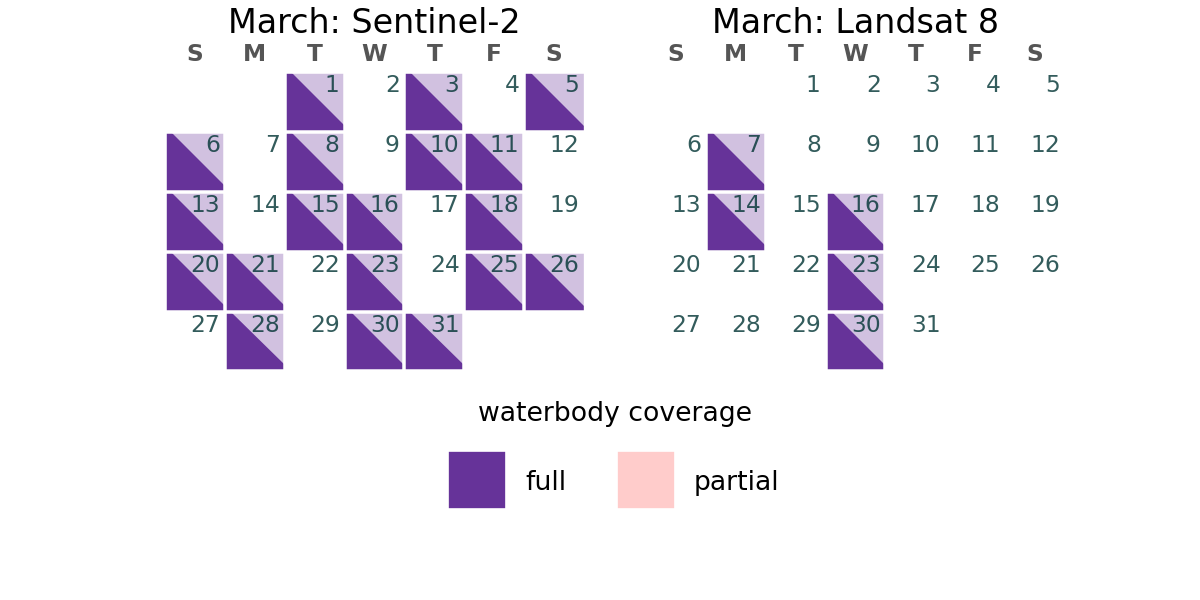 March: Sentinel-2
S M T W T F S
1 2 3 4 5
6 7 8 9 10 11 12
13 14 15 16 17 18 19
20 21 22 23 24 25 26
27 28 29 30 31
March: Landsat 8
S M T W T F S
1 2 3 4 5
6 7 8 9 10 11 12
13 14 15 16 17 18 19
20 21 22 23 24 25 26
27 28 29 30 31
waterbody coverage
full partial